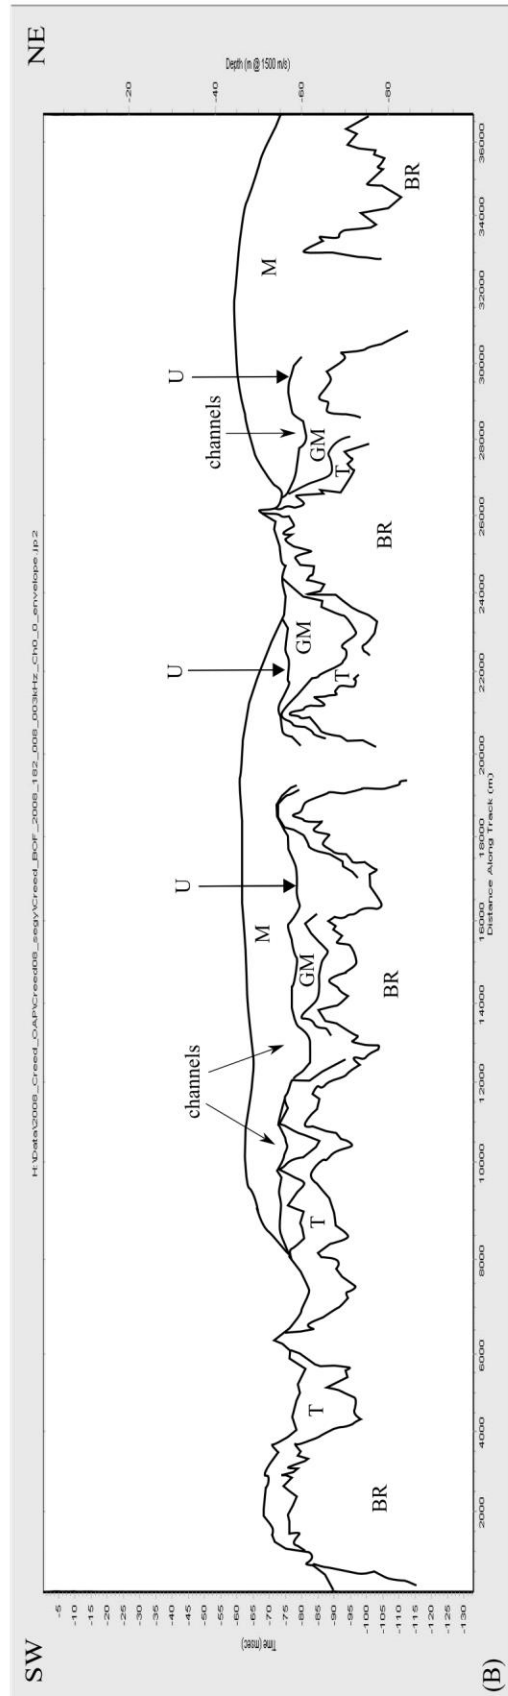 SW
NE
H:\Data\2008_Creed_OAP\Creed08_segy\Creed_BOF_2008_182_008_003kHz_Ch0_0_envelope.jp2
Time (msec)
-5
-10
-15
-20
-25
-30
-35
-40
-45
-50
-55
-60
-65
-70
-75
-80
-85
-90
-95
-100
-105
-110
-115
-120
-125
-130
Depth (m @ 1500 m/s)
-20
-40
-60
-80
channels
U
U
channels
U
M
M
GM
GM
GM
T
T
T
T
BR
BR
BR
BR
2000
4000
6000
8000
10000
12000
14000
16000
18000
20000
22000
24000
26000
28000
30000
32000
34000
36000
Distance Along Track (m)
(B)